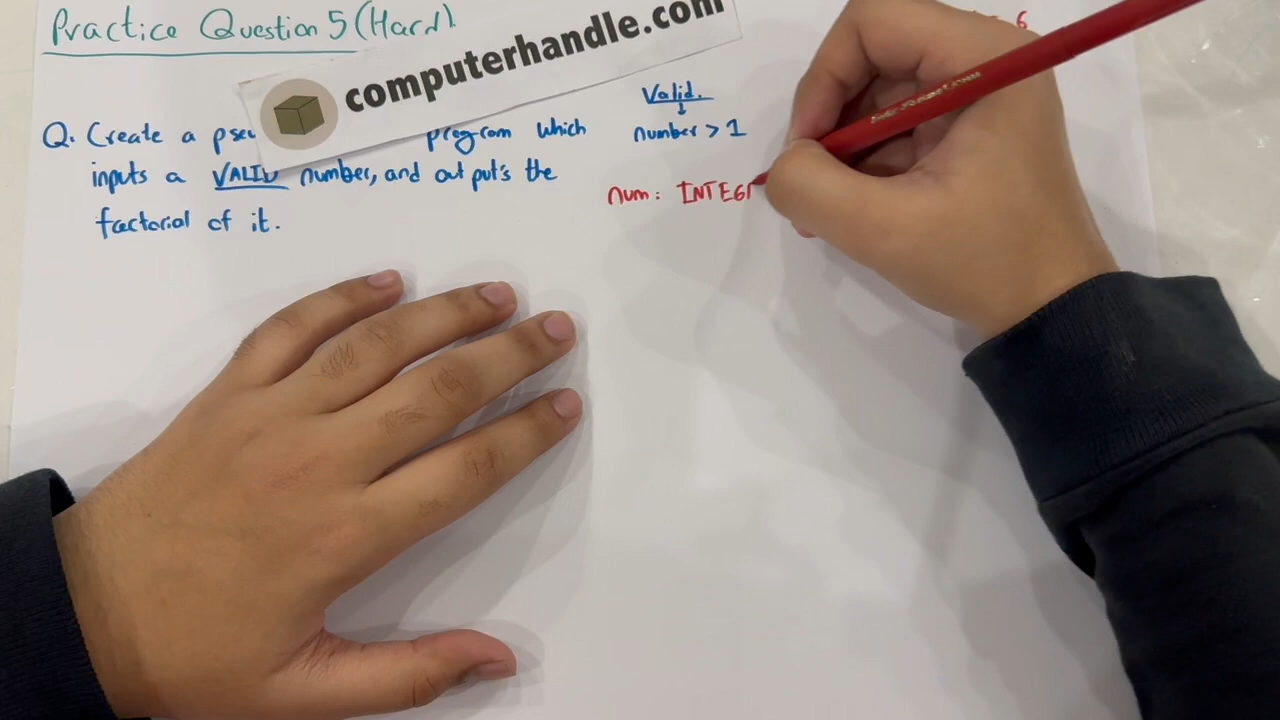 Practice Question 5 (Hard).
computerhandle.com
Valid.
number > 1
Q. Create a program which
inputs a VALID number, and outputs the
factorial of it.
num: INTEG
6